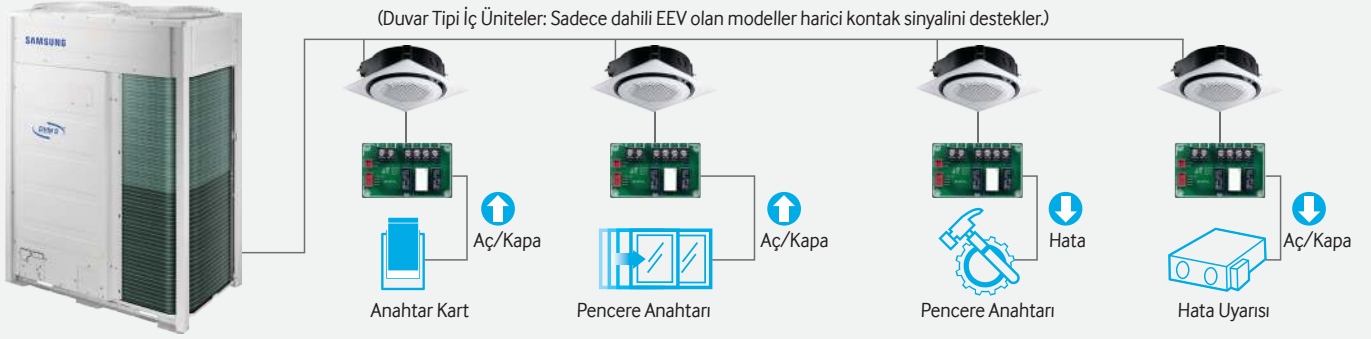 (Duvar Tipi İç Üniteler: Sadece dahili EEV olan modeller harici kontak sinyalini destekler.)
SAMSUNG
DVM S
Aç/Kapa
Aç/Kapa
Hata
Aç/Kapa
Anahtar Kart
Pencere Anahtarı
Pencere Anahtarı
Hata Uyarısı